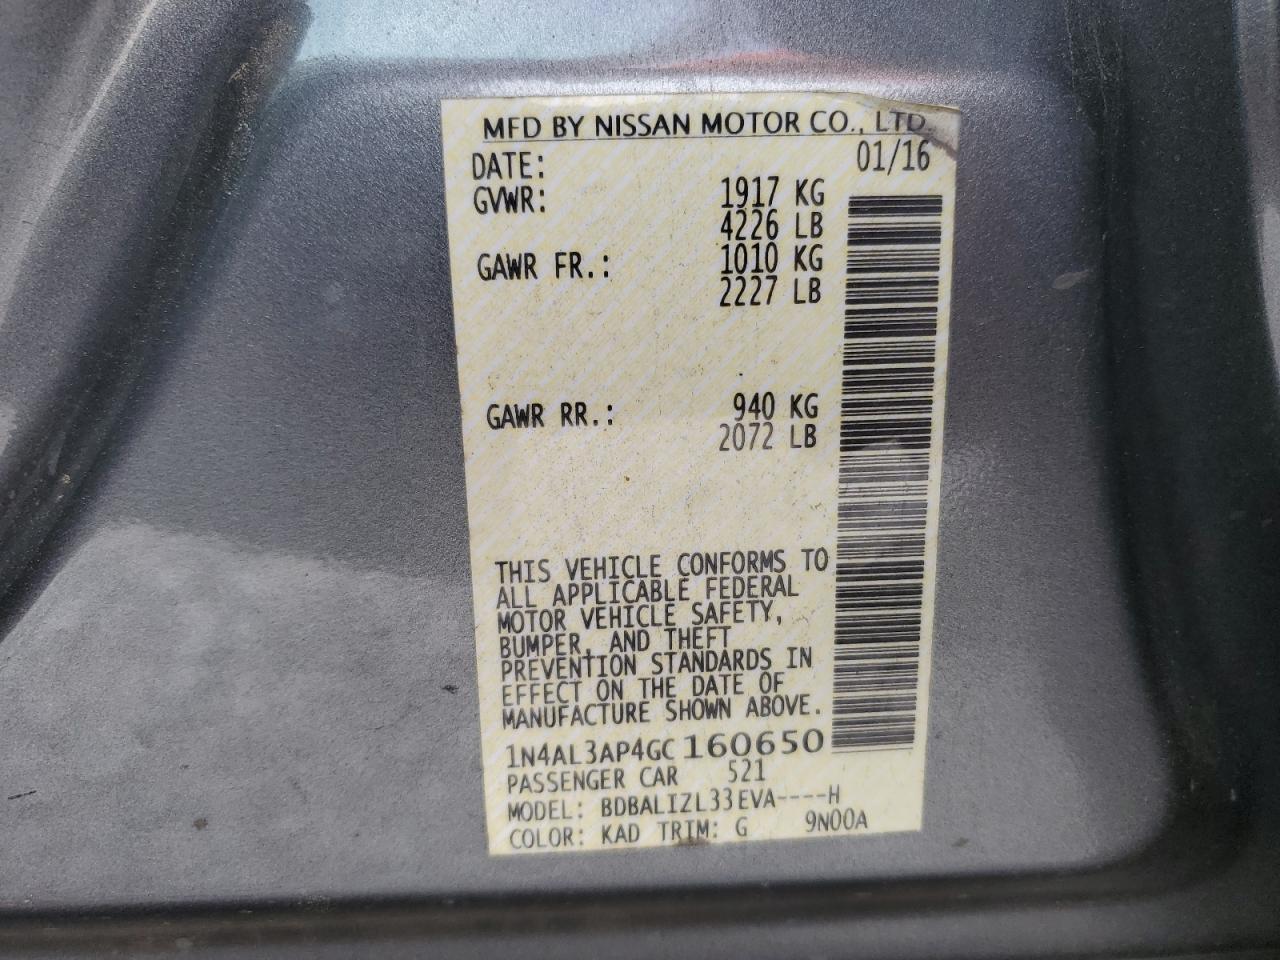 MFD BY NISSAN MOTOR CO., LTD.
DATE: 01/16
GVWR: 1917 KG
4226 LB
GAWR FR.: 1010 KG
2227 LB
GAWR RR.: 940 KG
2072 LB
THIS VEHICLE CONFORMS TO
ALL APPLICABLE FEDERAL
MOTOR VEHICLE SAFETY,
BUMPER, AND THEFT
PREVENTION STANDARDS IN
EFFECT ON THE DATE OF
MANUFACTURE SHOWN ABOVE.
1N4AL3AP4GC160650
PASSENGER CAR 521
MODEL: BDBALIZL33EVA----H
COLOR: KAD TRIM: G 9N00A